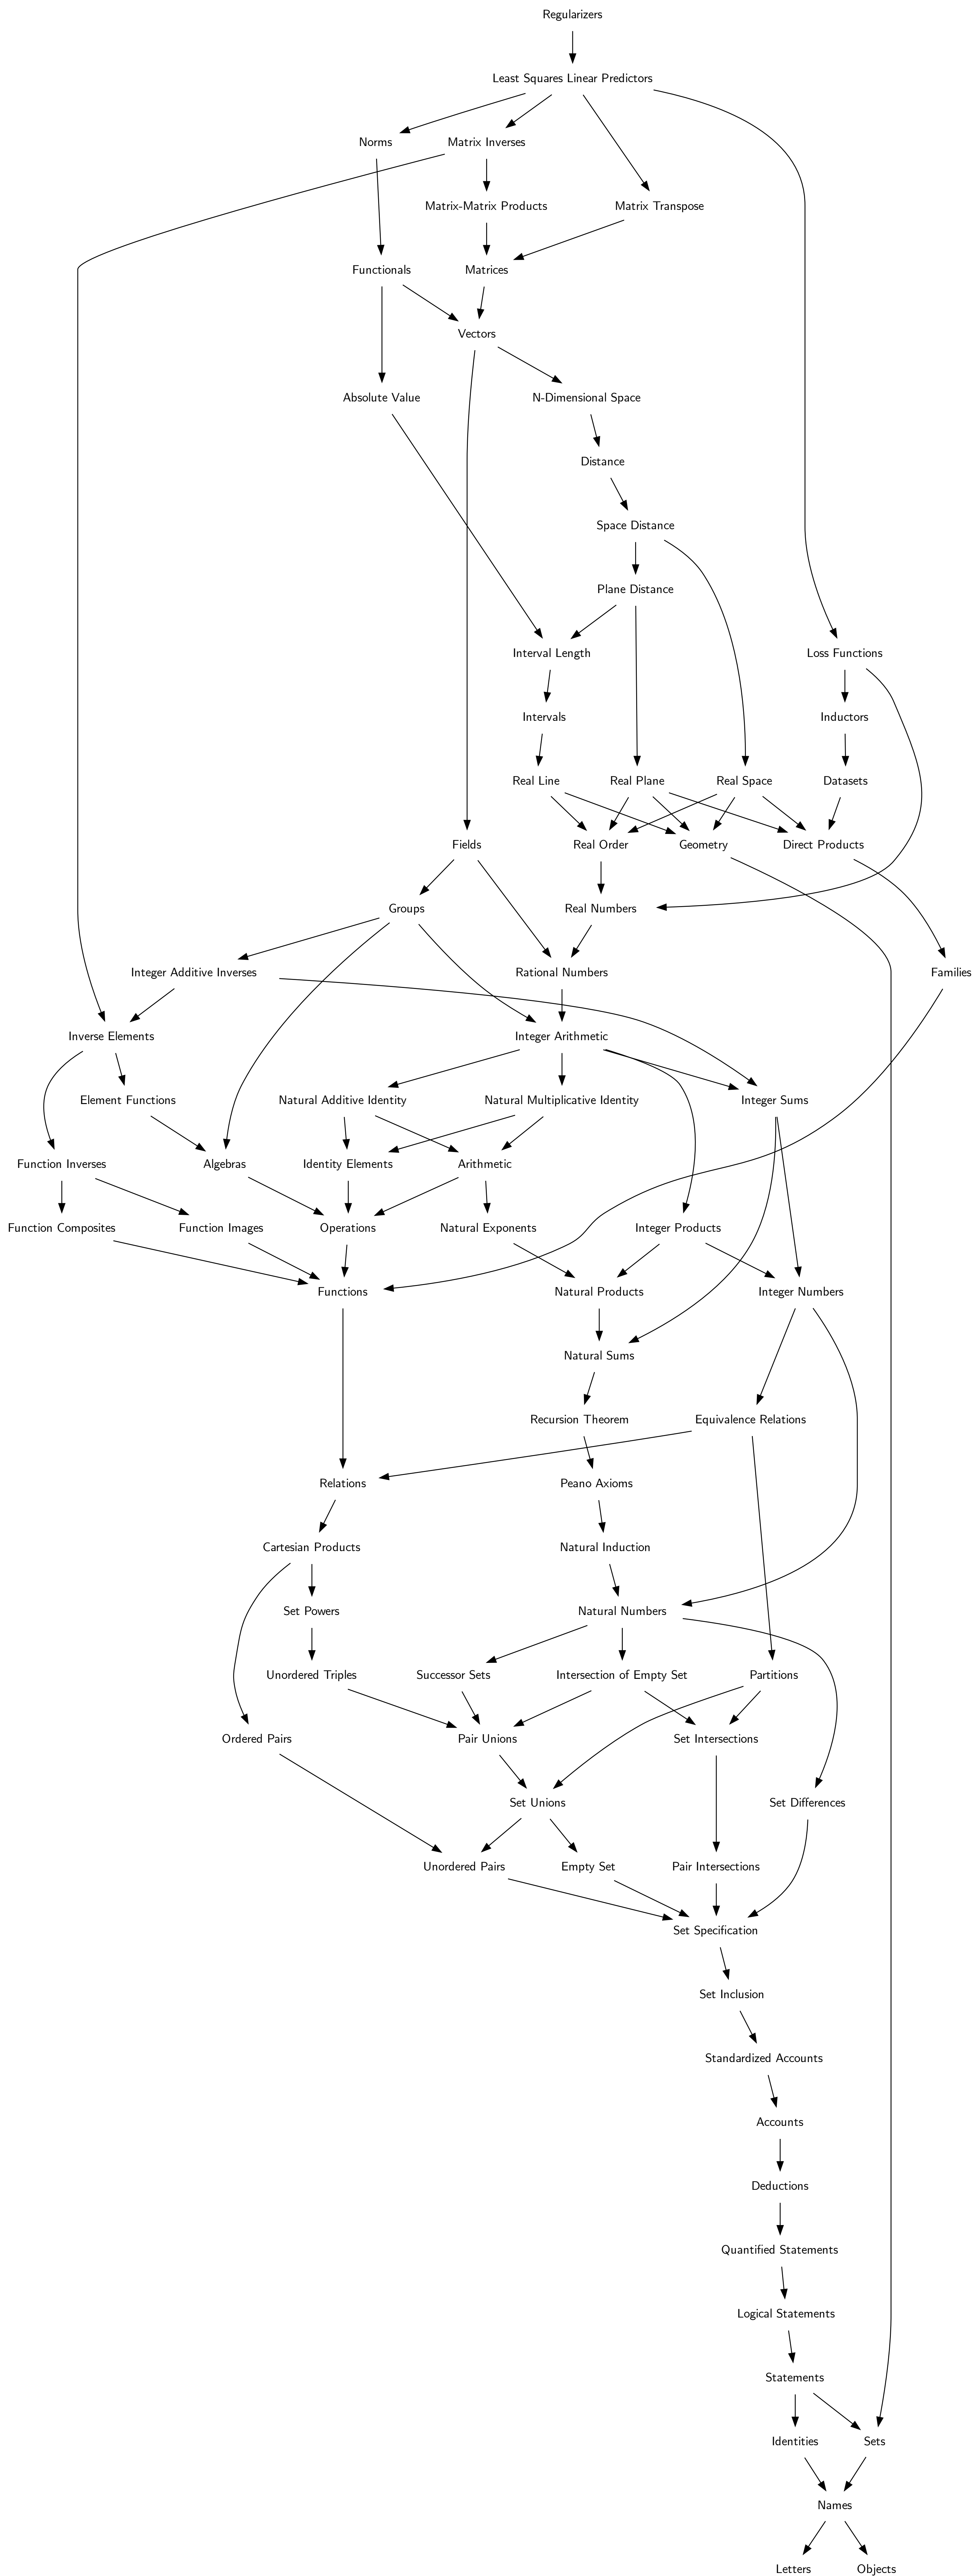 Regularizers
Least Squares Linear Predictors
Norms
Matrix Inverses
Matrix-Matrix Products
Matrix Transpose
Functionals
Matrices
Vectors
Absolute Value
N-Dimensional Space
Distance
Space Distance
Plane Distance
Interval Length
Loss Functions
Intervals
Inductors
Real Line
Real Plane
Real Space
Datasets
Fields
Real Order
Geometry
Direct Products
Groups
Real Numbers
Integer Additive Inverses
Rational Numbers
Families
Inverse Elements
Integer Arithmetic
Element Functions
Natural Additive Identity
Natural Multiplicative Identity
Integer Sums
Function Inverses
Algebras
Identity Elements
Arithmetic
Function Composites
Function Images
Operations
Natural Exponents
Integer Products
Functions
Natural Products
Integer Numbers
Natural Sums
Recursion Theorem
Equivalence Relations
Relations
Peano Axioms
Cartesian Products
Natural Induction
Set Powers
Natural Numbers
Unordered Triples
Successor Sets
Intersection of Empty Set
Partitions
Ordered Pairs
Pair Unions
Set Intersections
Set Unions
Set Differences
Unordered Pairs
Empty Set
Pair Intersections
Set Specification
Set Inclusion
Standardized Accounts
Accounts
Deductions
Quantified Statements
Logical Statements
Statements
Identities
Sets
Names
Letters
Objects